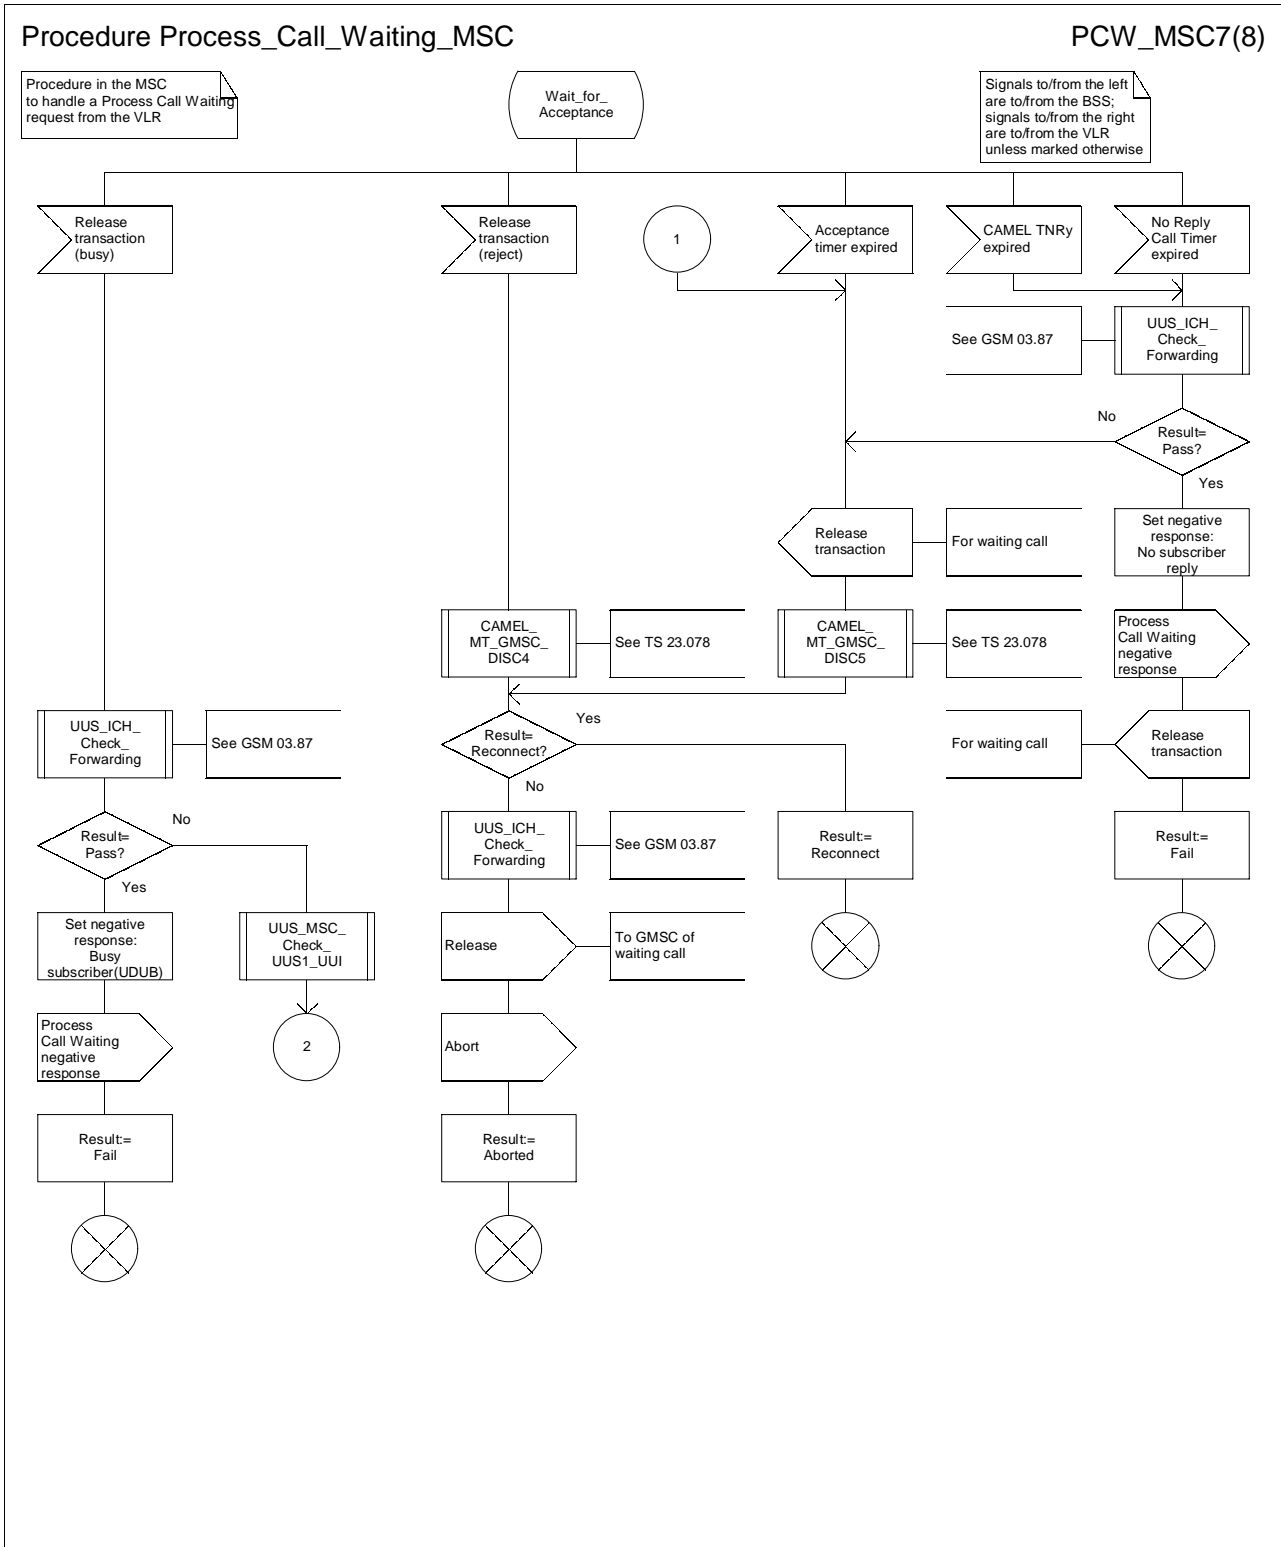 Procedure Process_Call_Waiting_MSC
PCW_MSC7(8)
Procedure in the MSC
to handle a Process Call Waiting
request from the VLR
Wait_for_
Acceptance
Signals to/from the left
are to/from the BSS;
signals to/from the right
are to/from the VLR
unless marked otherwise
Release
transaction
(busy)
Release
transaction
(reject)
1
Acceptance
timer expired
CAMEL TNRy
expired
No Reply
Call Timer
expired
See GSM 03.87
UUS_ICH_
Check_
Forwarding
No
Result=
Pass?
Yes
Release
transaction
For waiting call
Set negative
response:
No subscriber
reply
CAMEL_
MT_GMSC_
DISC4
See TS 23.078
CAMEL_
MT_GMSC_
DISC5
See TS 23.078
Process
Call Waiting
negative
response
UUS_ICH_
Check_
Forwarding
See GSM 03.87
Result=
Reconnect?
Yes
No
For waiting call
Release
transaction
Result=
Pass?
No
Yes
UUS_ICH_
Check_
Forwarding
See GSM 03.87
Result:=
Reconnect
Result:=
Fail
Set negative
response:
Busy
subscriber(UDUB)
UUS_MSC_
Check_
UUS1_UUI
Release
To GMSC of
waiting call
Process
Call Waiting
negative
response
2
Abort
Result:=
Fail
Result:=
Aborted